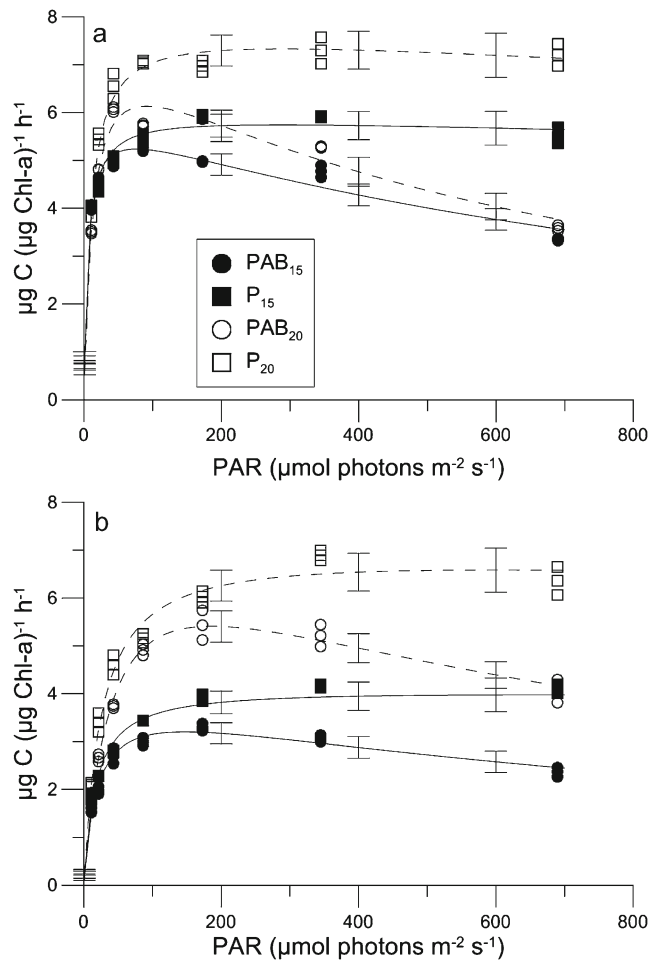 a
8
6
4
2
0
µg C (µg Chl-a)⁻¹ h⁻¹
PAB₁₅
P₁₅
PAB₂₀
P₂₀
0 200 400 600 800
PAR (µmol photons m⁻² s⁻¹)
b
8
6
4
2
0
µg C (µg Chl-a)⁻¹ h⁻¹
0 200 400 600 800
PAR (µmol photons m⁻² s⁻¹)